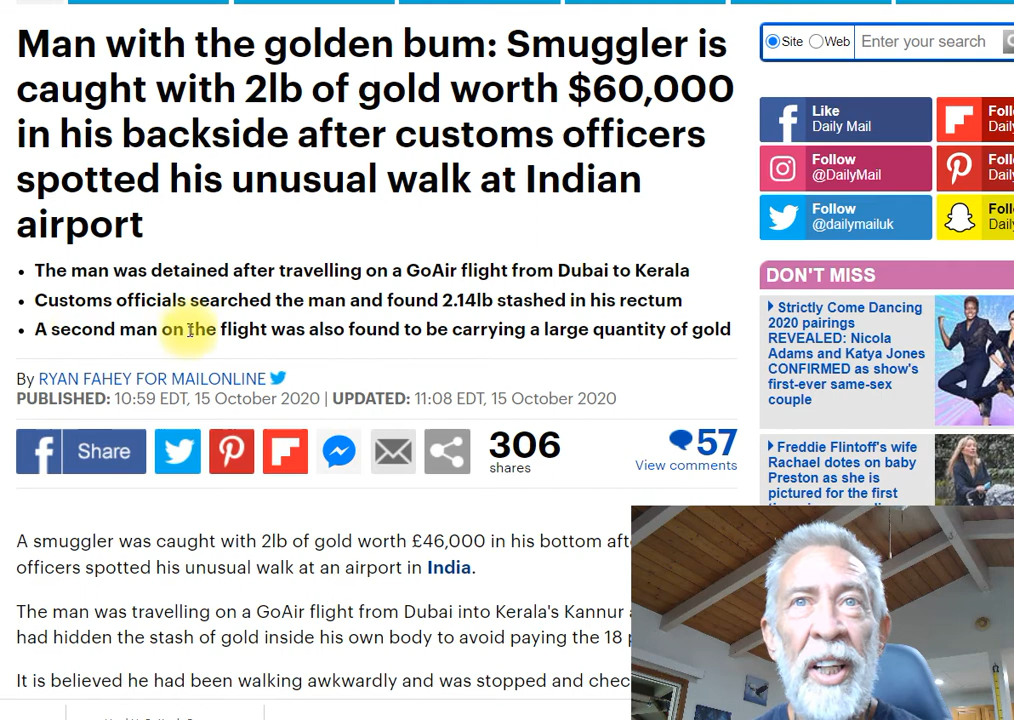 Man with the golden bum: Smuggler is
caught with 2lb of gold worth $60,000
in his backside after customs officers
spotted his unusual walk at Indian
airport
• The man was detained after travelling on a GoAir flight from Dubai to Kerala
• Customs officials searched the man and found 2.14lb stashed in his rectum
• A second man on the flight was also found to be carrying a large quantity of gold
By RYAN FAHEY FOR MAILONLINE
PUBLISHED: 10:59 EDT, 15 October 2020 | UPDATED: 11:08 EDT, 15 October 2020
Share
306
shares
57
View comments
A smuggler was caught with 2lb of gold worth £46,000 in his bottom
officers spotted his unusual walk at an airport in India.
The man was travelling on a GoAir flight from Dubai into Kerala's Kannur
had hidden the stash of gold inside his own body to avoid paying the 18
It is believed he had been walking awkwardly and was stopped and
Site Web Enter your search
Like
Daily Mail
Follow
@DailyMail
Follow
@dailymailuk
DON'T MISS
Strictly Come Dancing
2020 pairings
REVEALED: Nicola
Adams and Katya Jones
CONFIRMED as show's
first-ever same-sex
couple
Freddie Flintoff's wife
Rachael dotes on baby
Preston as she is
pictured for the first